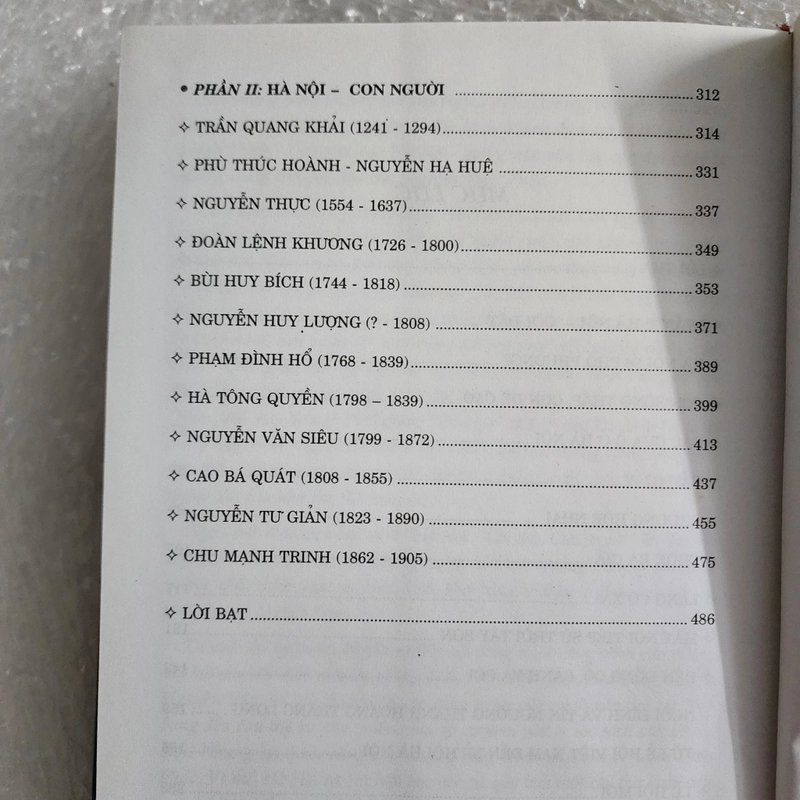 • PHẦN II: HÀ NỘI – CON NGƯỜI ... 312
✧ TRẦN QUANG KHẢI (1241 - 1294) ... 314
✧ PHÙ THÚC HOÀNH - NGUYỄN HẠ HUỆ ... 331
✧ NGUYỄN THỰC (1554 - 1637) ... 337
✧ ĐOÀN LỆNH KHƯƠNG (1726 - 1800) ... 349
✧ BÙI HUY BÍCH (1744 - 1818) ... 353
✧ NGUYỄN HUY LƯỢNG (? - 1808) ... 371
✧ PHẠM ĐÌNH HỔ (1768 - 1839) ... 389
✧ HÀ TÔNG QUYỀN (1798 – 1839) ... 399
✧ NGUYỄN VĂN SIÊU (1799 - 1872) ... 413
✧ CAO BÁ QUÁT (1808 - 1855) ... 437
✧ NGUYỄN TƯ GIẢN (1823 - 1890) ... 455
✧ CHU MẠNH TRINH (1862 - 1905) ... 475
✧ LỜI BẠT ... 486